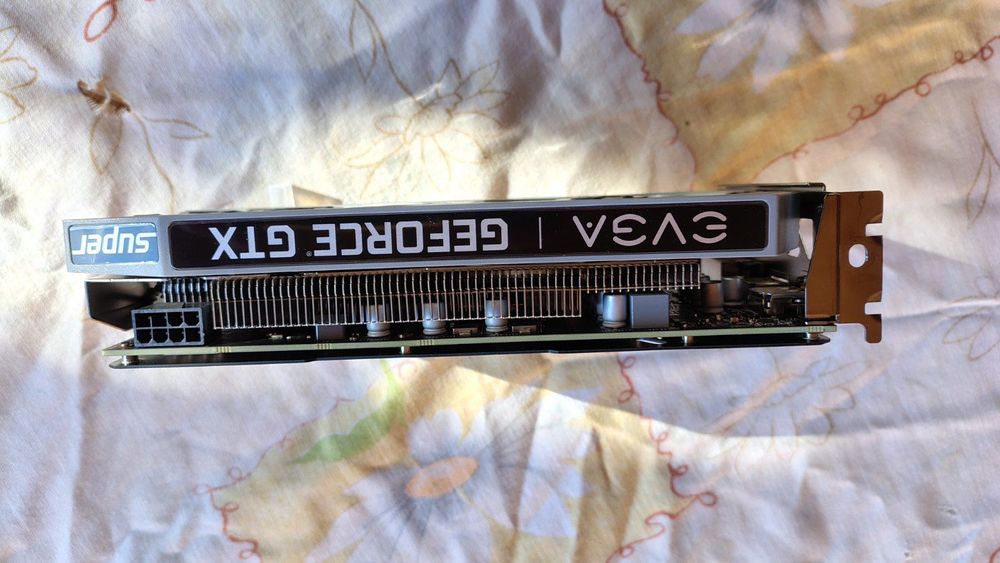 EVGA | GEFORCE® GTX
SUPER